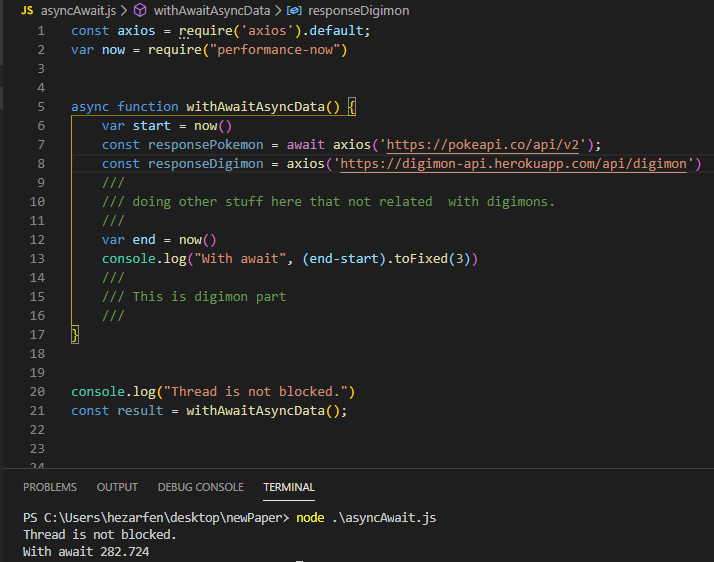 JS asyncAwait.js > withAwaitAsyncData > responseDigimon
1 const axios = require('axios').default;
2 var now = require("performance-now")
3
4
5 async function withAwaitAsyncData() {
6 var start = now()
7 const responsePokemon = await axios('https://pokeapi.co/api/v2');
8 const responseDigimon = axios('https://digimon-api.herokuapp.com/api/digimon')
9 ///
10 /// doing other stuff here that not related  with digimons.
11 ///
12 var end = now()
13 console.log("With await", (end-start).toFixed(3))
14 ///
15 /// This is digimon part
16 ///
17 }
18
19
20 console.log("Thread is not blocked.")
21 const result = withAwaitAsyncData();
22
23
24
PROBLEMS OUTPUT DEBUG CONSOLE TERMINAL
PS C:\Users\hezarfen\desktop\newPaper> node .\asyncAwait.js
Thread is not blocked.
With await 282.724